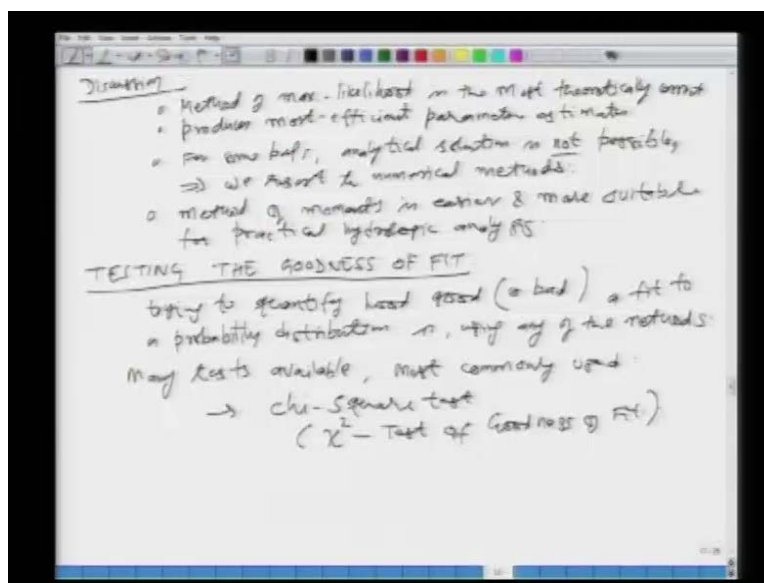 Discussion
° Method of max-likelihood is the most theoretically correct
° produces most-efficient parameter estimates
° For some pdfs, analytical solution is not possible,
⇒ we resort to numerical methods.
° method of moments is easier & more suitable
for practical hydrologic analysis.
TESTING THE GOODNESS OF FIT
trying to quantify how good (or bad) a fit to
a probability distribution is, using any of the methods.
Many tests available, most commonly used
→ chi-square test
(χ² – Test of Goodness of Fit)